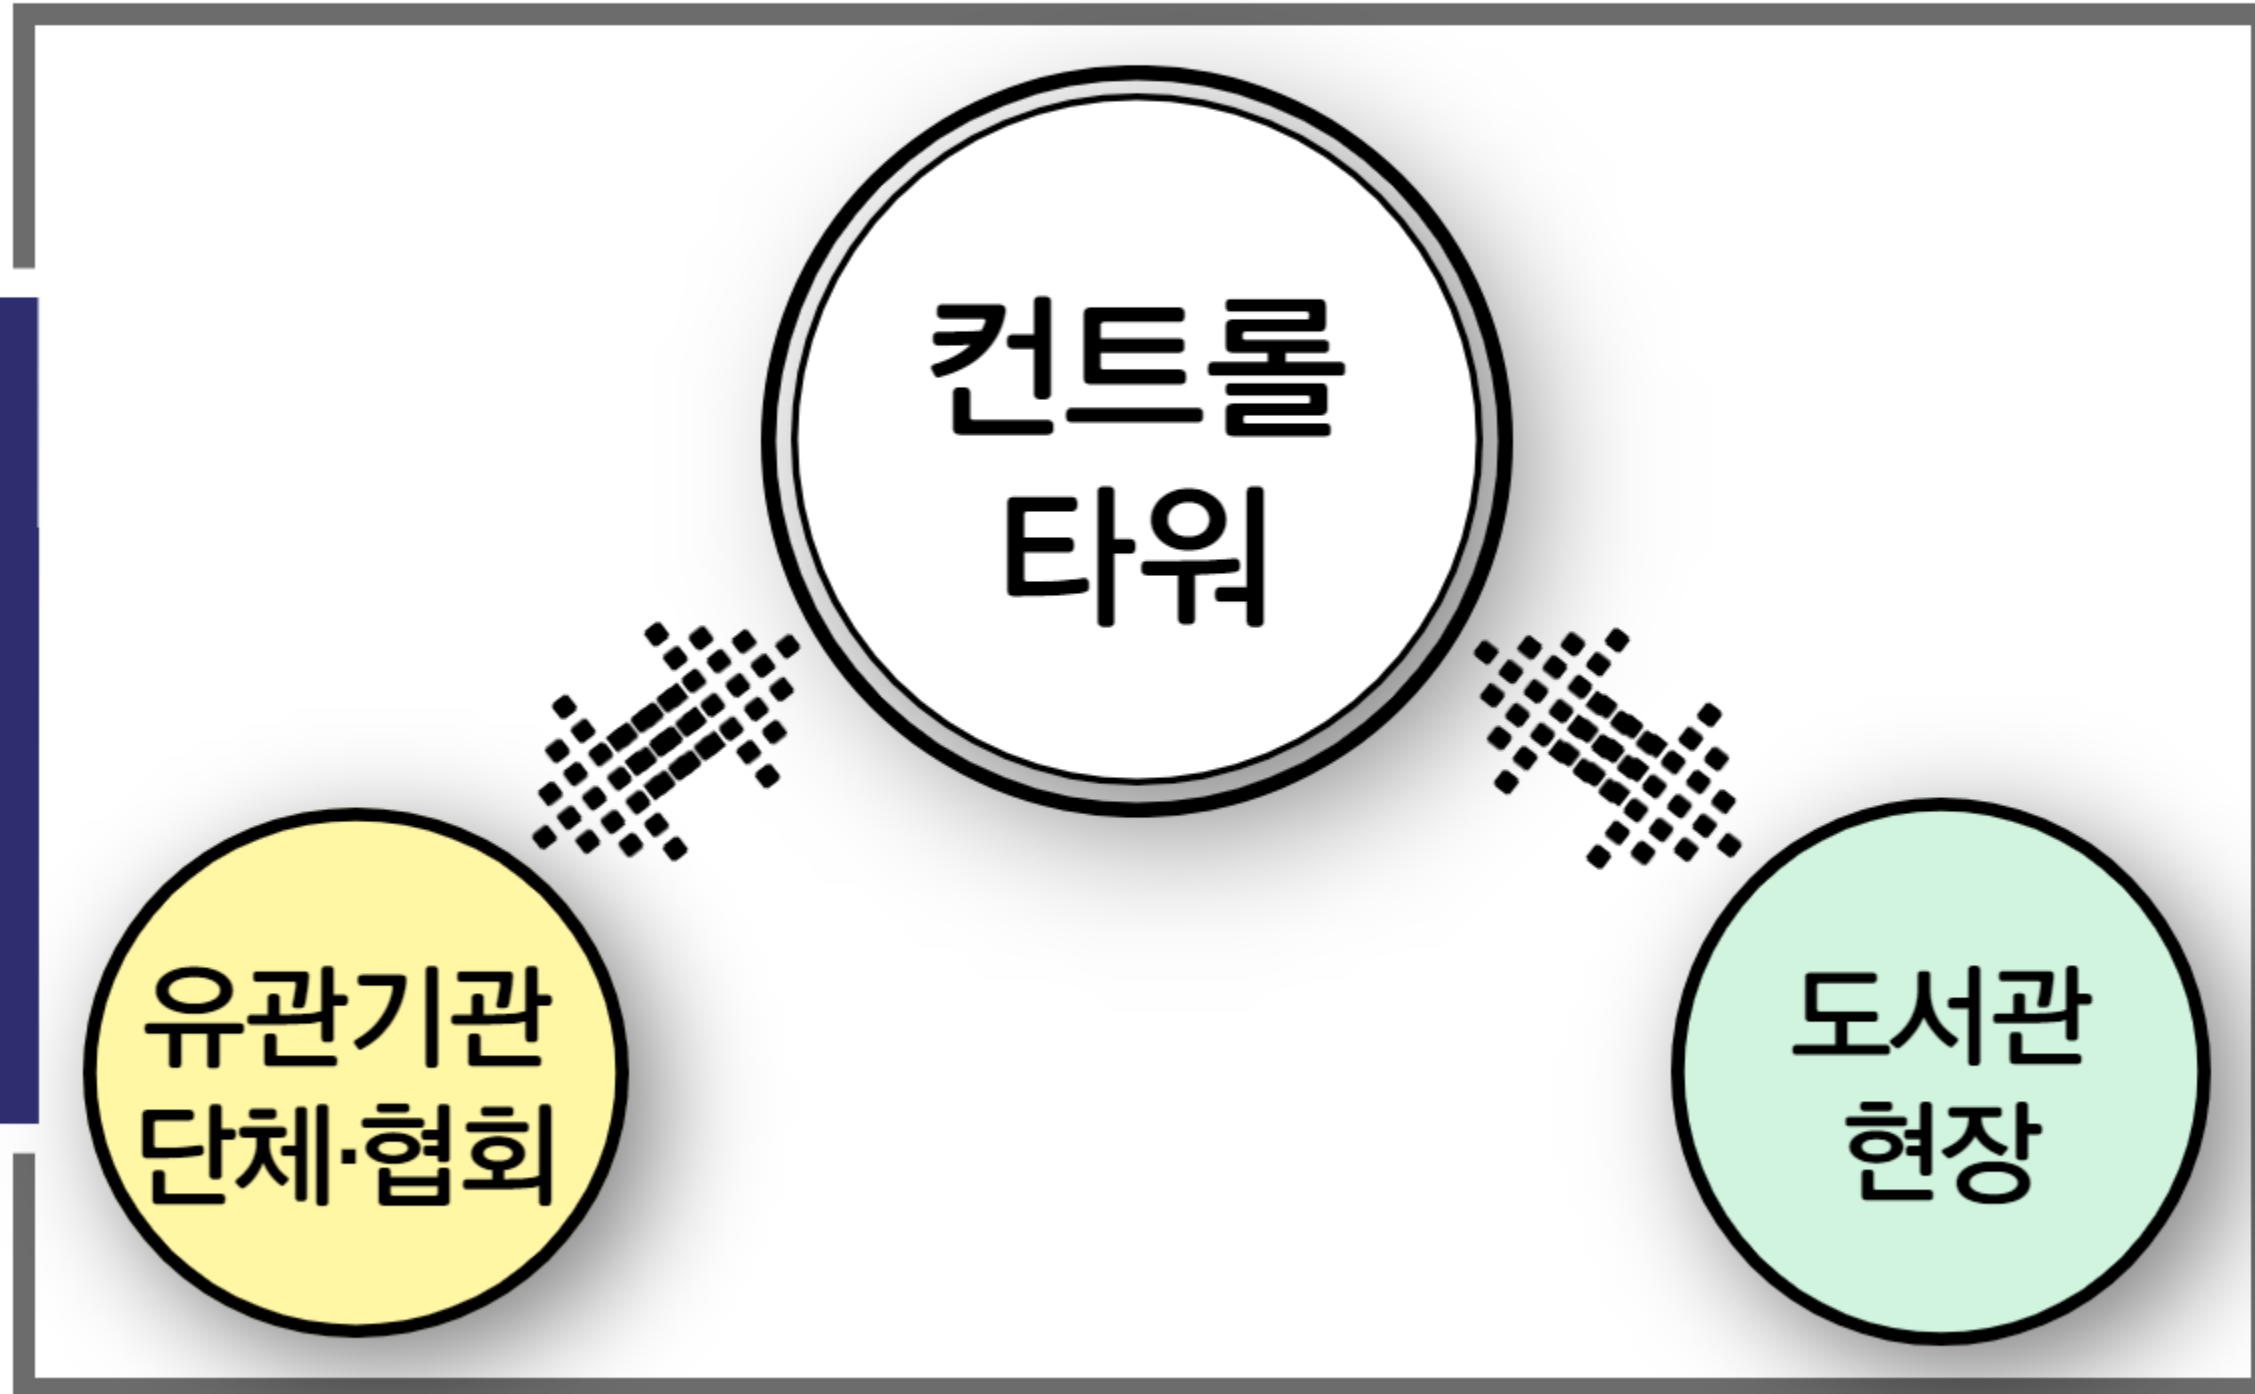 컨트롤
타워
유관기관
단체·협회
도서관
현장